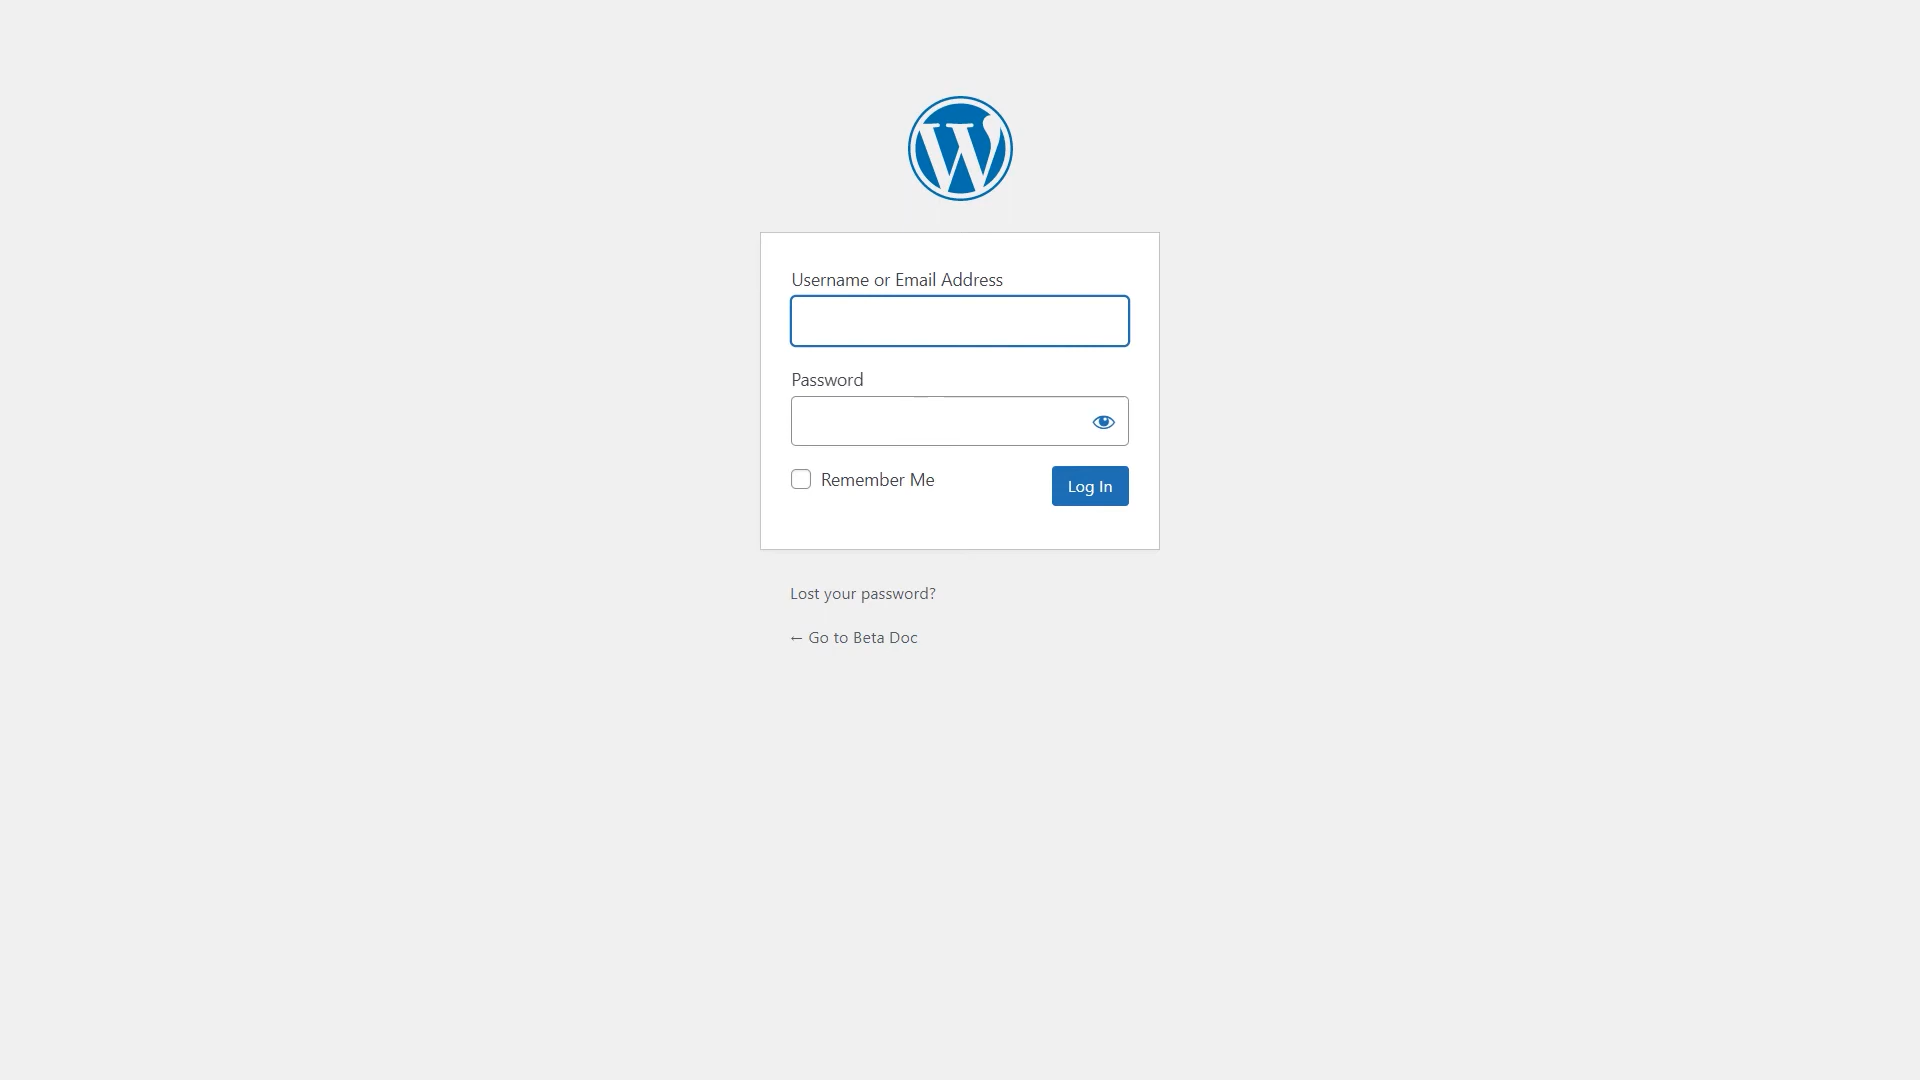 Username or Email Address
Password
Remember Me
Log In
Lost your password?
← Go to Beta Doc